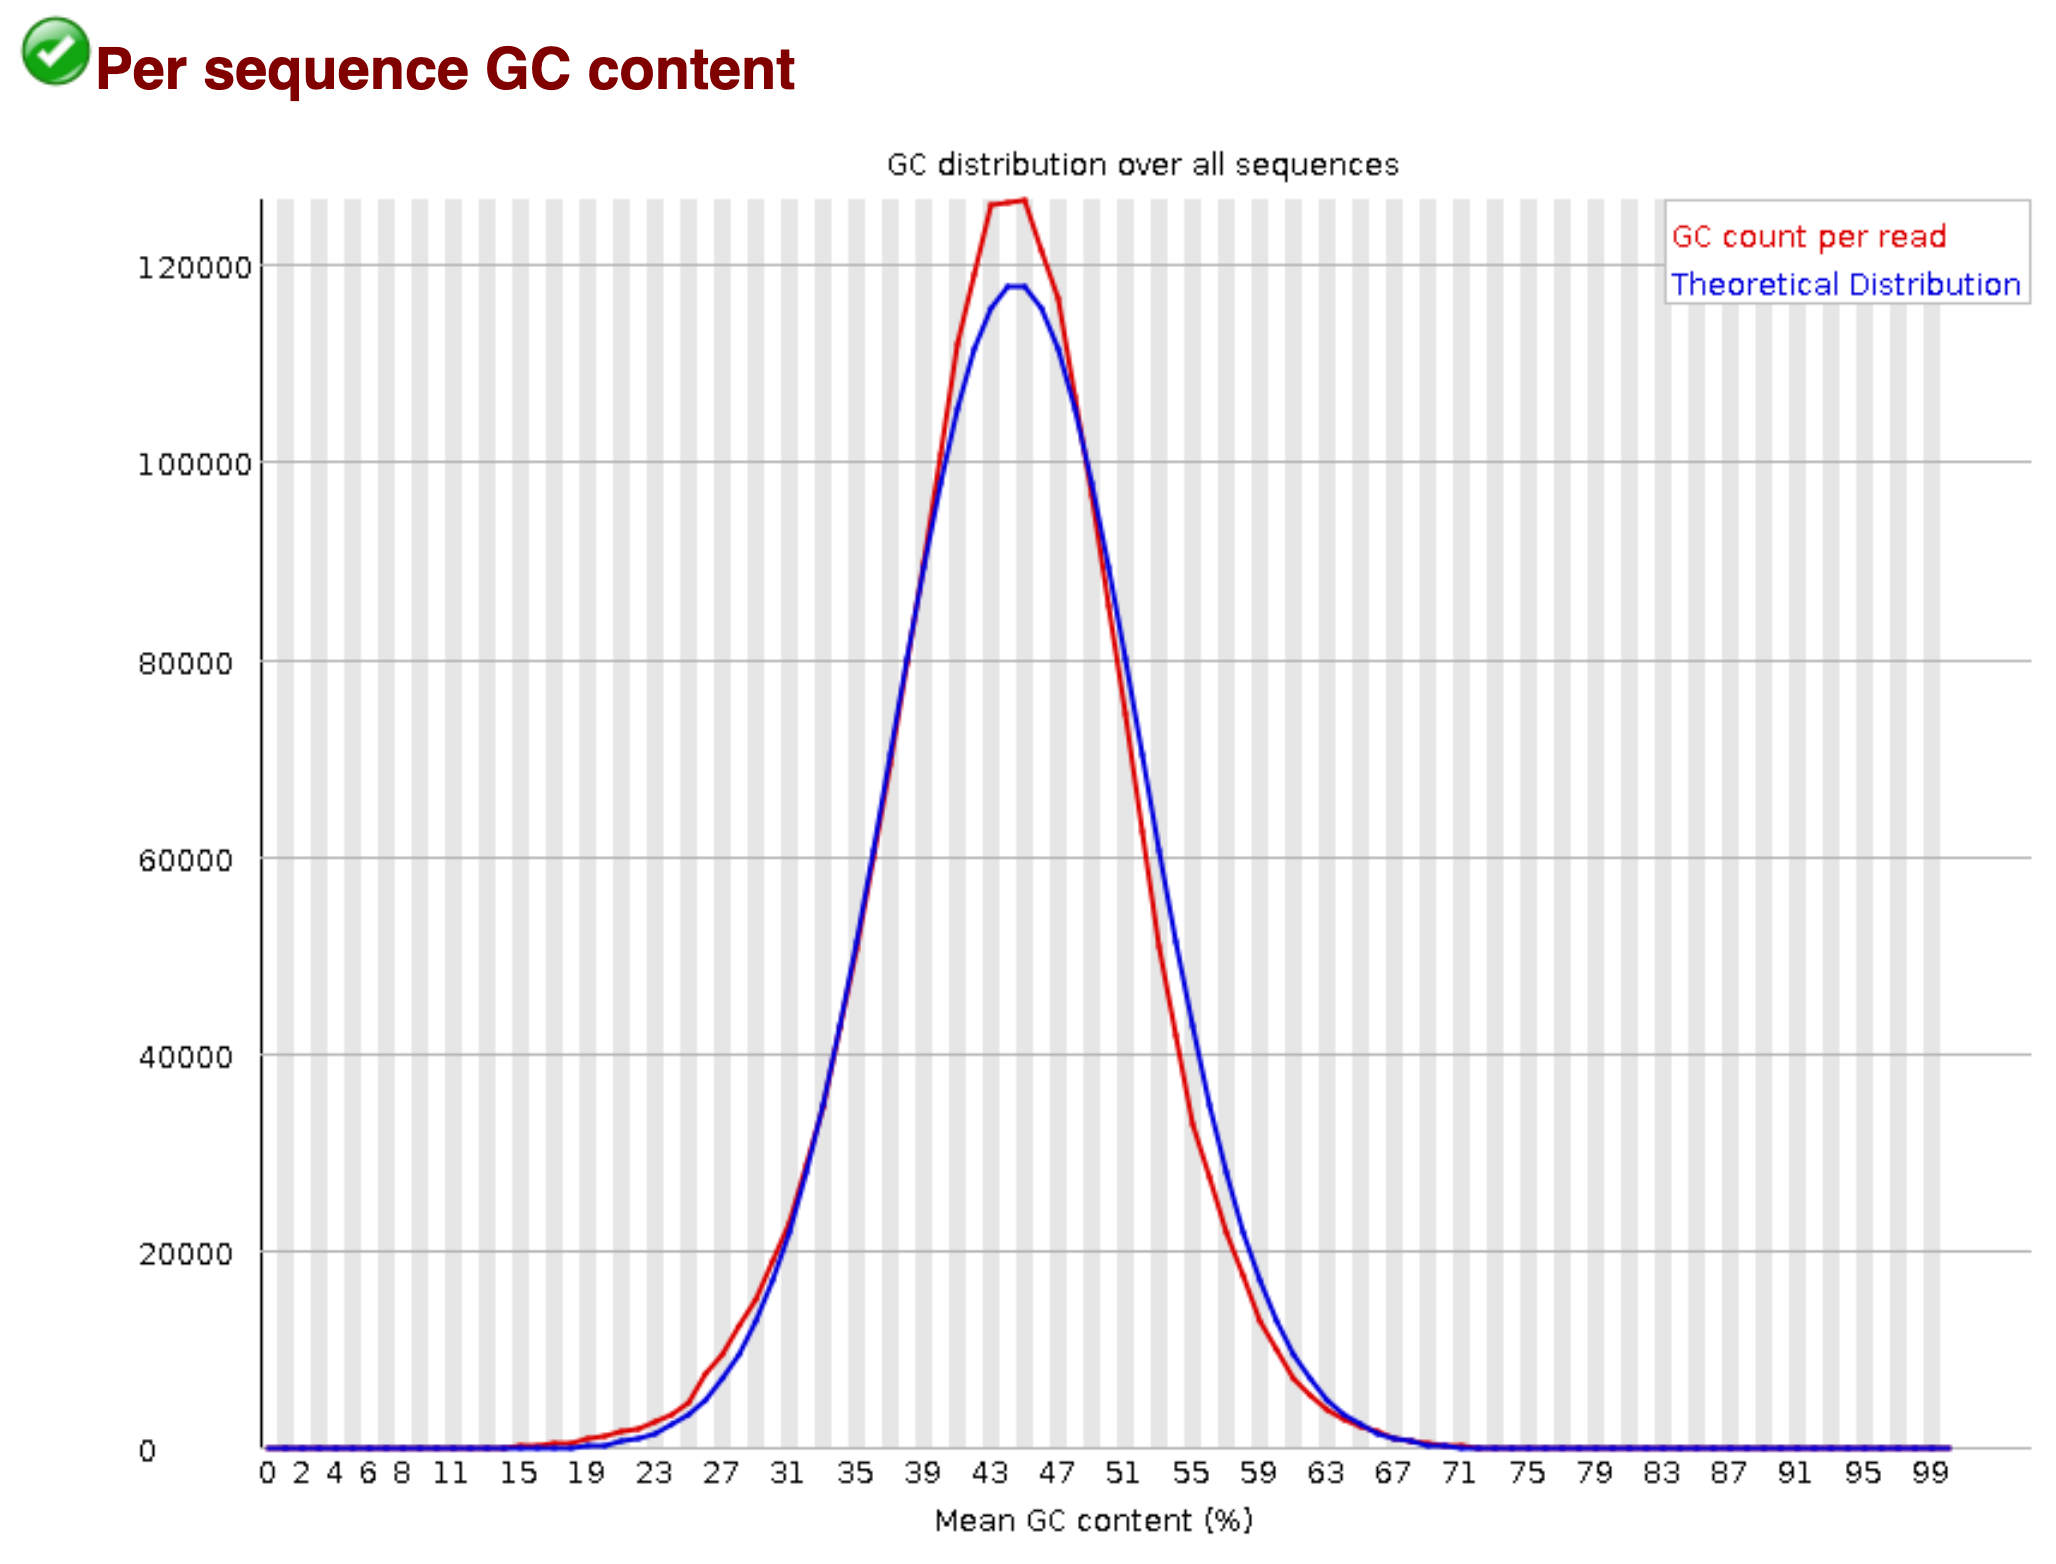 Per sequence GC content
GC distribution over all sequences
GC count per read
Theoretical Distribution
120000
100000
80000
60000
40000
20000
0
0 2 4 6 8 11 15 19 23 27 31 35 39 43 47 51 55 59 63 67 71 75 79 83 87 91 95 99
Mean GC content (%)